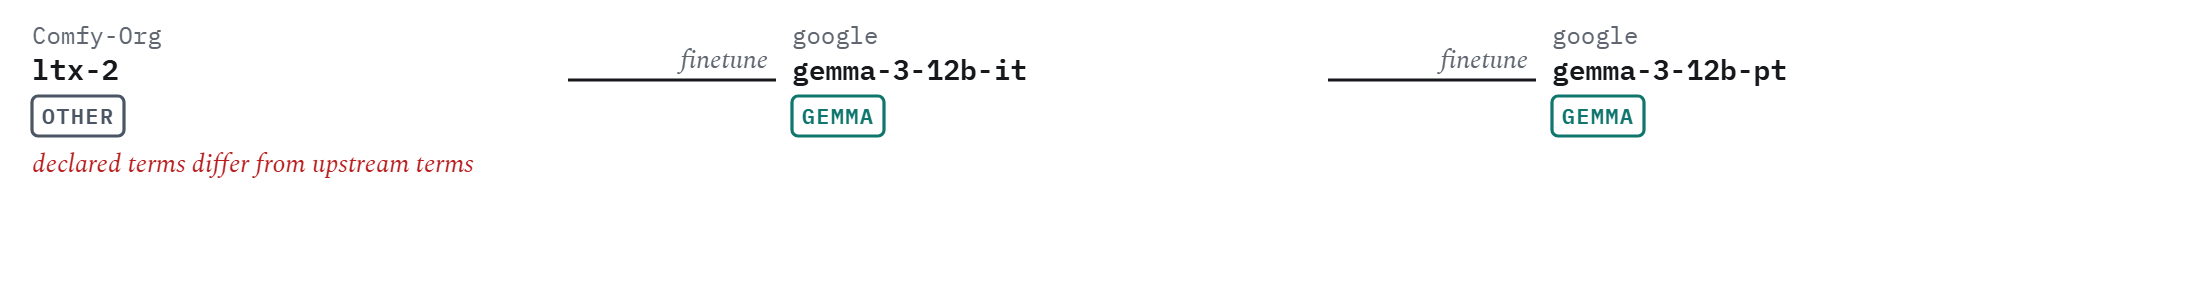 Comfy-Org
ltx-2
OTHER
declared terms differ from upstream terms
finetune
google
gemma-3-12b-it
GEMMA
finetune
google
gemma-3-12b-pt
GEMMA